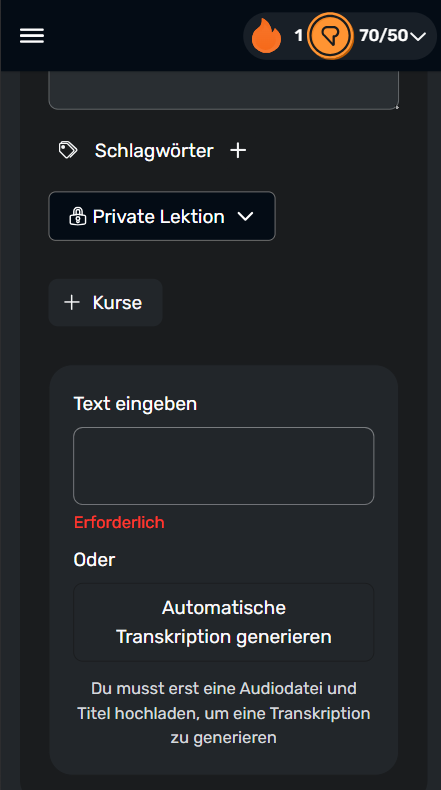 1 70/50
Schlagwörter
Private Lektion
Kurse
Text eingeben
Erforderlich
Oder
Automatische
Transkription generieren
Du musst erst eine Audiodatei und
Titel hochladen, um eine Transkription
zu generieren